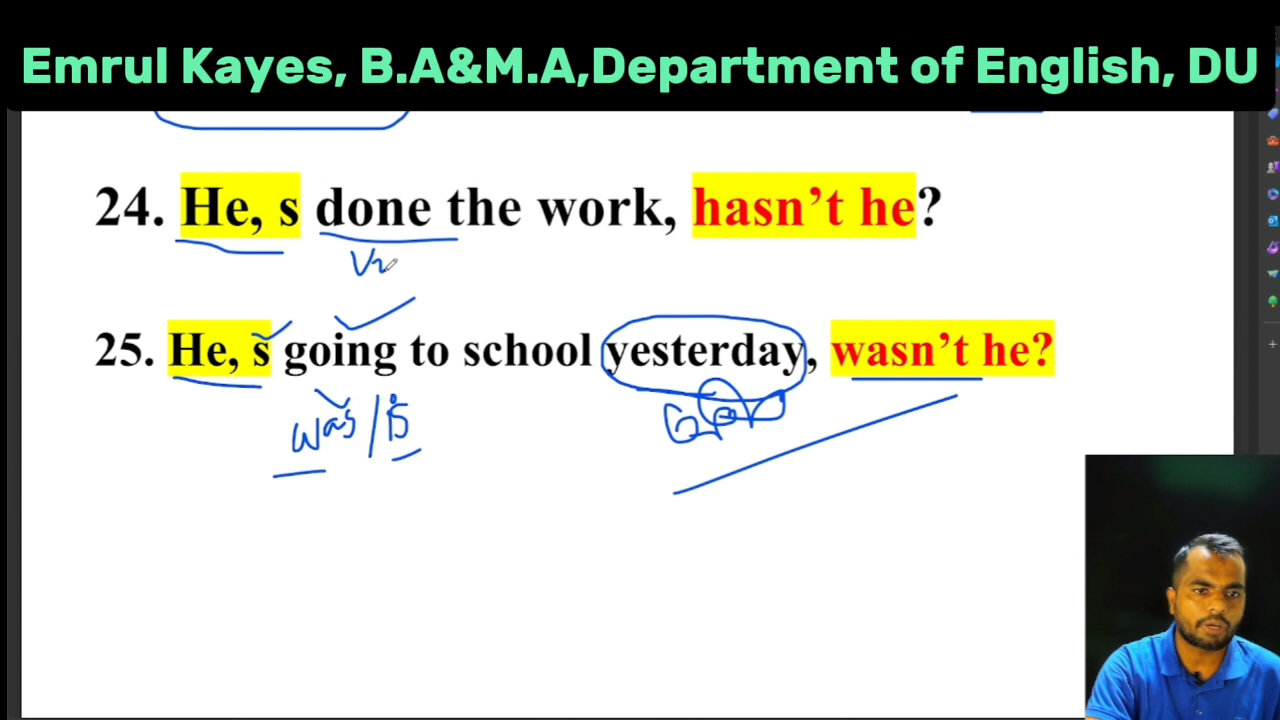 Emrul Kayes, B.A&M.A,Department of English, DU
24. He, s done the work, hasn’t he?
25. He, s going to school yesterday, wasn’t he?
was / is